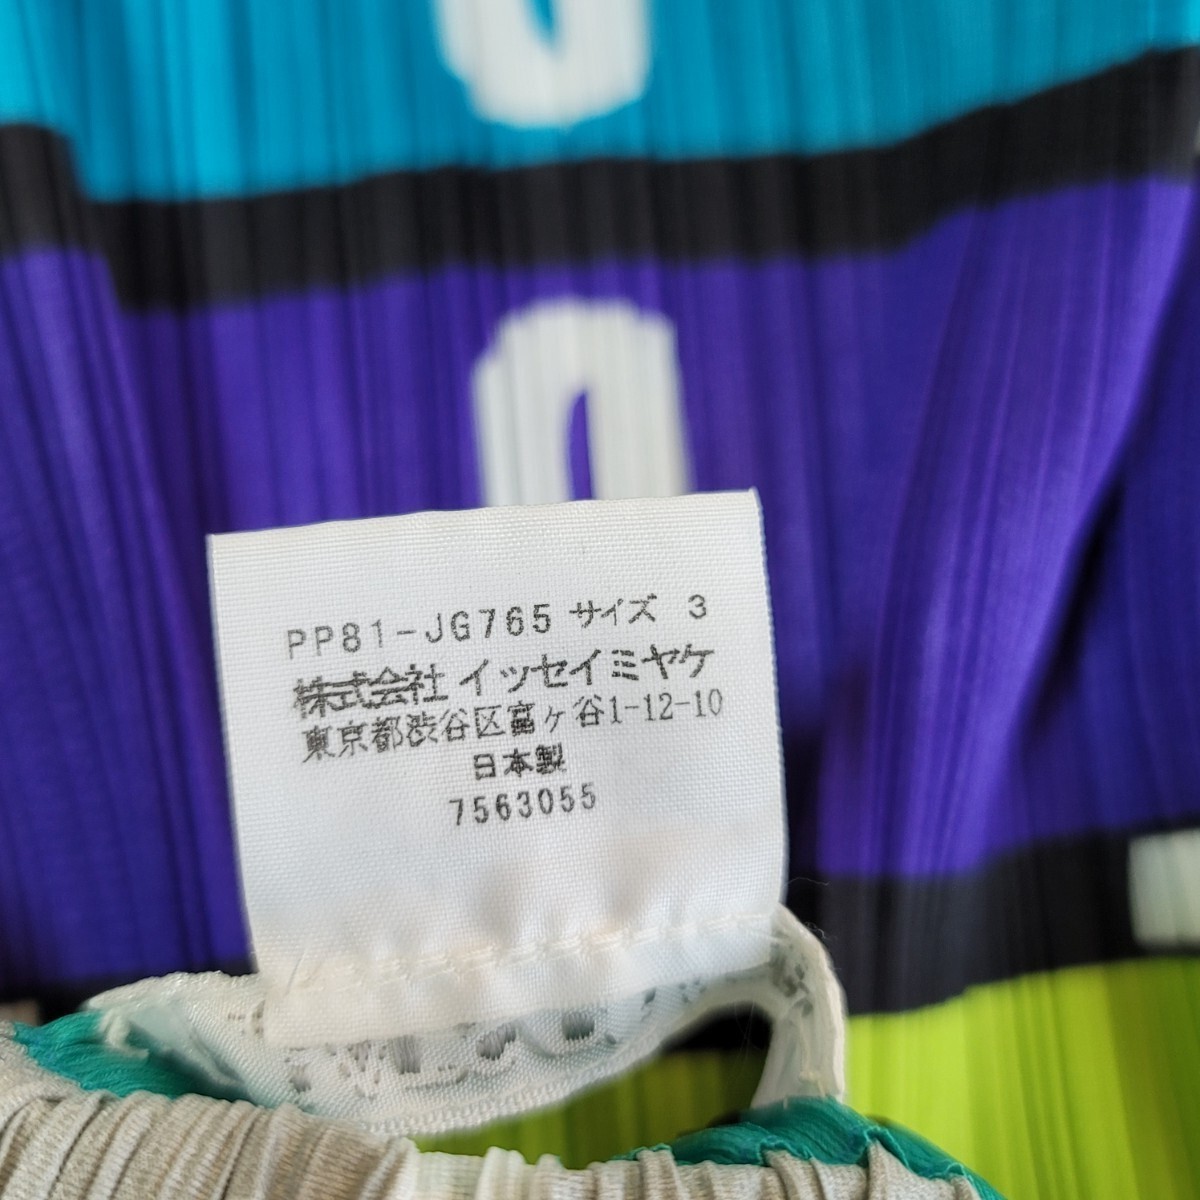 PP81-JG765 サイズ 3
株式会社 イッセイミヤケ
東京都渋谷区富ヶ谷1-12-10
日本製
7563055